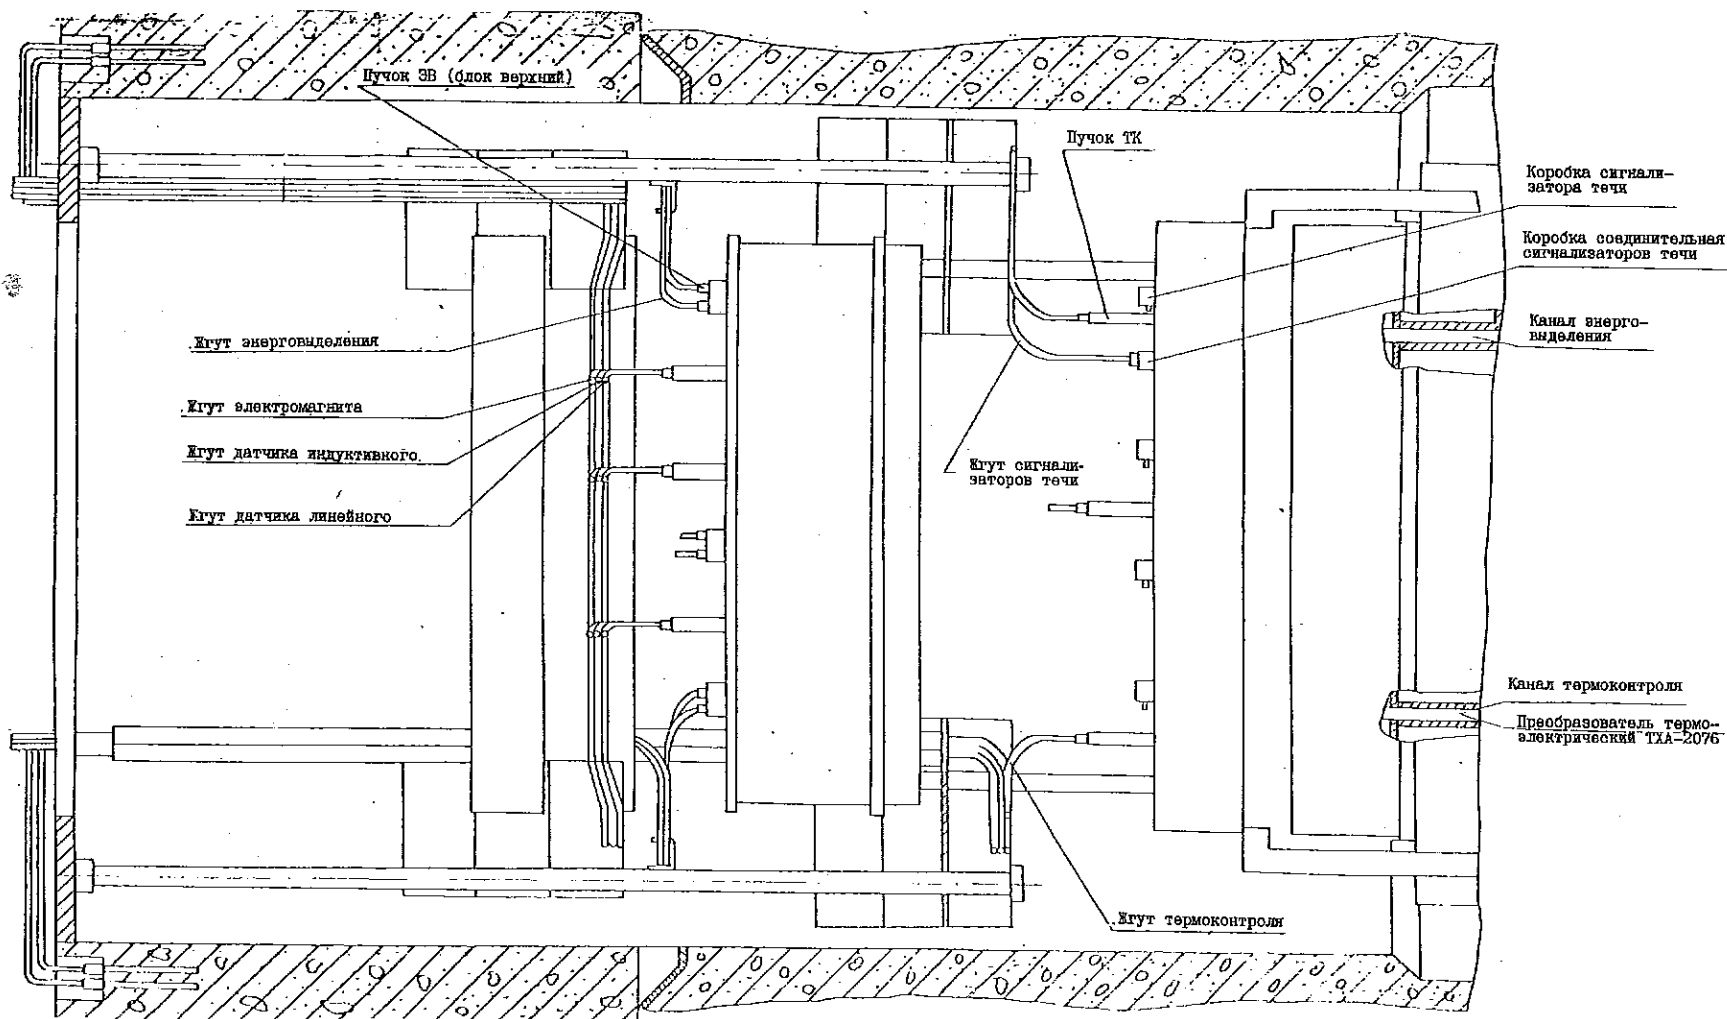 Пучок ЭВ (блок верхний)
Пучок ТК
Коробка сигнали-
затора течи
Коробка соединительная
сигнализаторов течи
Канал энерго-
выделения
Жгут энерговыделения
Жгут электромагнита
Жгут датчика индуктивного
Жгут датчика линейного
Жгут сигнали-
заторов течи
Канал термоконтроля
Преобразователь термо-
электрический ТХА-2076
Жгут термоконтроля